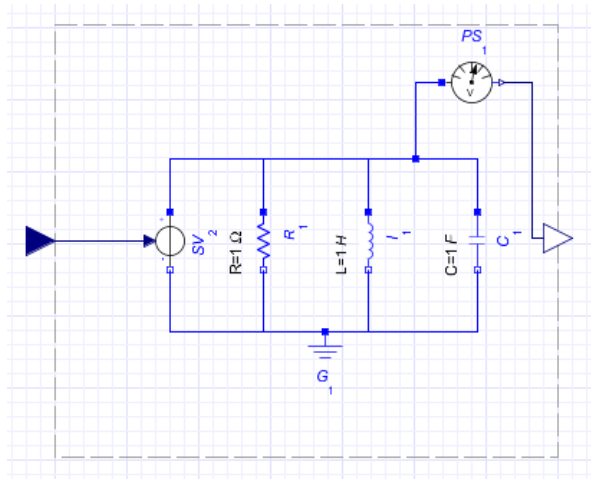 PS
1
V
+
-
SV
2
R=1 Ω
R
1
L=1 H
I
1
C=1 F
C
1
G
1